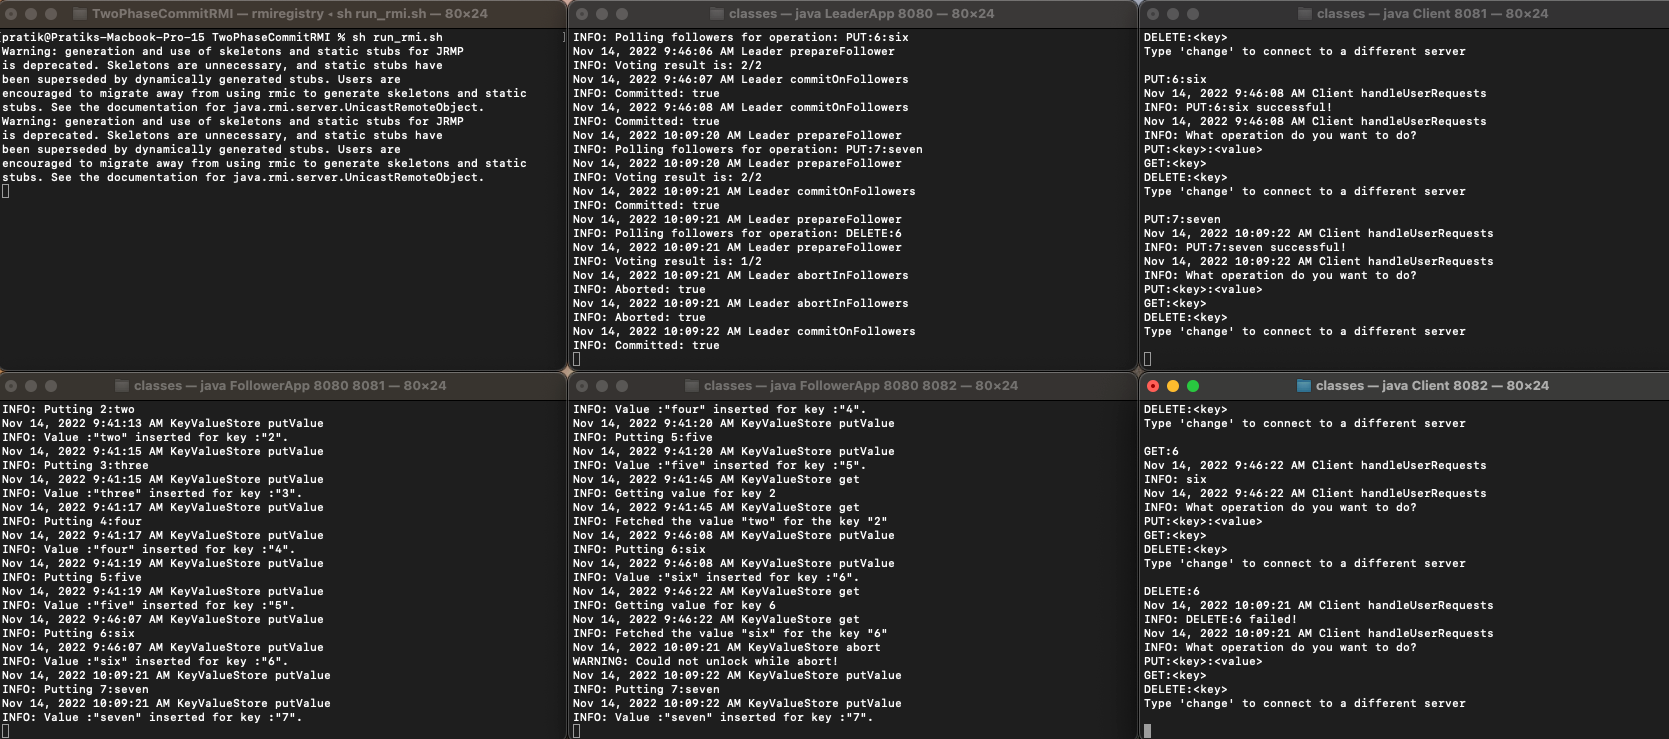 TwoPhaseCommitRMI — rmiregistry ◂ sh run_rmi.sh — 80×24
[pratik@Pratiks-Macbook-Pro-15 TwoPhaseCommitRMI % sh run_rmi.sh ]
Warning: generation and use of skeletons and static stubs for JRMP
is deprecated. Skeletons are unnecessary, and static stubs have
been superseded by dynamically generated stubs. Users are
encouraged to migrate away from using rmic to generate skeletons and static
stubs. See the documentation for java.rmi.server.UnicastRemoteObject.
Warning: generation and use of skeletons and static stubs for JRMP
is deprecated. Skeletons are unnecessary, and static stubs have
been superseded by dynamically generated stubs. Users are
encouraged to migrate away from using rmic to generate skeletons and static
stubs. See the documentation for java.rmi.server.UnicastRemoteObject.
classes — java LeaderApp 8080 — 80×24
INFO: Polling followers for operation: PUT:6:six
Nov 14, 2022 9:46:06 AM Leader prepareFollower
INFO: Voting result is: 2/2
Nov 14, 2022 9:46:07 AM Leader commitOnFollowers
INFO: Committed: true
Nov 14, 2022 9:46:08 AM Leader commitOnFollowers
INFO: Committed: true
Nov 14, 2022 10:09:20 AM Leader prepareFollower
INFO: Polling followers for operation: PUT:7:seven
Nov 14, 2022 10:09:20 AM Leader prepareFollower
INFO: Voting result is: 2/2
Nov 14, 2022 10:09:21 AM Leader commitOnFollowers
INFO: Committed: true
Nov 14, 2022 10:09:21 AM Leader prepareFollower
INFO: Polling followers for operation: DELETE:6
Nov 14, 2022 10:09:21 AM Leader prepareFollower
INFO: Voting result is: 1/2
Nov 14, 2022 10:09:21 AM Leader abortInFollowers
INFO: Aborted: true
Nov 14, 2022 10:09:21 AM Leader abortInFollowers
INFO: Aborted: true
Nov 14, 2022 10:09:22 AM Leader commitOnFollowers
INFO: Committed: true
classes — java Client 8081 — 80×24
DELETE:<key>
Type 'change' to connect to a different server
PUT:6:six
Nov 14, 2022 9:46:08 AM Client handleUserRequests
INFO: PUT:6:six successful!
Nov 14, 2022 9:46:08 AM Client handleUserRequests
INFO: What operation do you want to do?
PUT:<key>:<value>
GET:<key>
DELETE:<key>
Type 'change' to connect to a different server
PUT:7:seven
Nov 14, 2022 10:09:22 AM Client handleUserRequests
INFO: PUT:7:seven successful!
Nov 14, 2022 10:09:22 AM Client handleUserRequests
INFO: What operation do you want to do?
PUT:<key>:<value>
GET:<key>
DELETE:<key>
Type 'change' to connect to a different server
classes — java FollowerApp 8080 8081 — 80×24
INFO: Putting 2:two
Nov 14, 2022 9:41:13 AM KeyValueStore putValue
INFO: Value :"two" inserted for key :"2".
Nov 14, 2022 9:41:15 AM KeyValueStore putValue
INFO: Putting 3:three
Nov 14, 2022 9:41:15 AM KeyValueStore putValue
INFO: Value :"three" inserted for key :"3".
Nov 14, 2022 9:41:17 AM KeyValueStore putValue
INFO: Putting 4:four
Nov 14, 2022 9:41:17 AM KeyValueStore putValue
INFO: Value :"four" inserted for key :"4".
Nov 14, 2022 9:41:19 AM KeyValueStore putValue
INFO: Putting 5:five
Nov 14, 2022 9:41:19 AM KeyValueStore putValue
INFO: Value :"five" inserted for key :"5".
Nov 14, 2022 9:46:07 AM KeyValueStore putValue
INFO: Putting 6:six
Nov 14, 2022 9:46:07 AM KeyValueStore putValue
INFO: Value :"six" inserted for key :"6".
Nov 14, 2022 10:09:21 AM KeyValueStore putValue
INFO: Putting 7:seven
Nov 14, 2022 10:09:21 AM KeyValueStore putValue
INFO: Value :"seven" inserted for key :"7".
classes — java FollowerApp 8080 8082 — 80×24
INFO: Value :"four" inserted for key :"4".
Nov 14, 2022 9:41:20 AM KeyValueStore putValue
INFO: Putting 5:five
Nov 14, 2022 9:41:20 AM KeyValueStore putValue
INFO: Value :"five" inserted for key :"5".
Nov 14, 2022 9:41:45 AM KeyValueStore get
INFO: Getting value for key 2
Nov 14, 2022 9:41:45 AM KeyValueStore get
INFO: Fetched the value "two" for the key "2"
Nov 14, 2022 9:46:08 AM KeyValueStore putValue
INFO: Putting 6:six
Nov 14, 2022 9:46:08 AM KeyValueStore putValue
INFO: Value :"six" inserted for key :"6".
Nov 14, 2022 9:46:22 AM KeyValueStore get
INFO: Getting value for key 6
Nov 14, 2022 9:46:22 AM KeyValueStore get
INFO: Fetched the value "six" for the key "6"
Nov 14, 2022 10:09:21 AM KeyValueStore abort
WARNING: Could not unlock while abort!
Nov 14, 2022 10:09:22 AM KeyValueStore putValue
INFO: Putting 7:seven
Nov 14, 2022 10:09:22 AM KeyValueStore putValue
INFO: Value :"seven" inserted for key :"7".
classes — java Client 8082 — 80×24
DELETE:<key>
Type 'change' to connect to a different server
GET:6
Nov 14, 2022 9:46:22 AM Client handleUserRequests
INFO: six
Nov 14, 2022 9:46:22 AM Client handleUserRequests
INFO: What operation do you want to do?
PUT:<key>:<value>
GET:<key>
DELETE:<key>
Type 'change' to connect to a different server
DELETE:6
Nov 14, 2022 10:09:21 AM Client handleUserRequests
INFO: DELETE:6 failed!
Nov 14, 2022 10:09:21 AM Client handleUserRequests
INFO: What operation do you want to do?
PUT:<key>:<value>
GET:<key>
DELETE:<key>
Type 'change' to connect to a different server